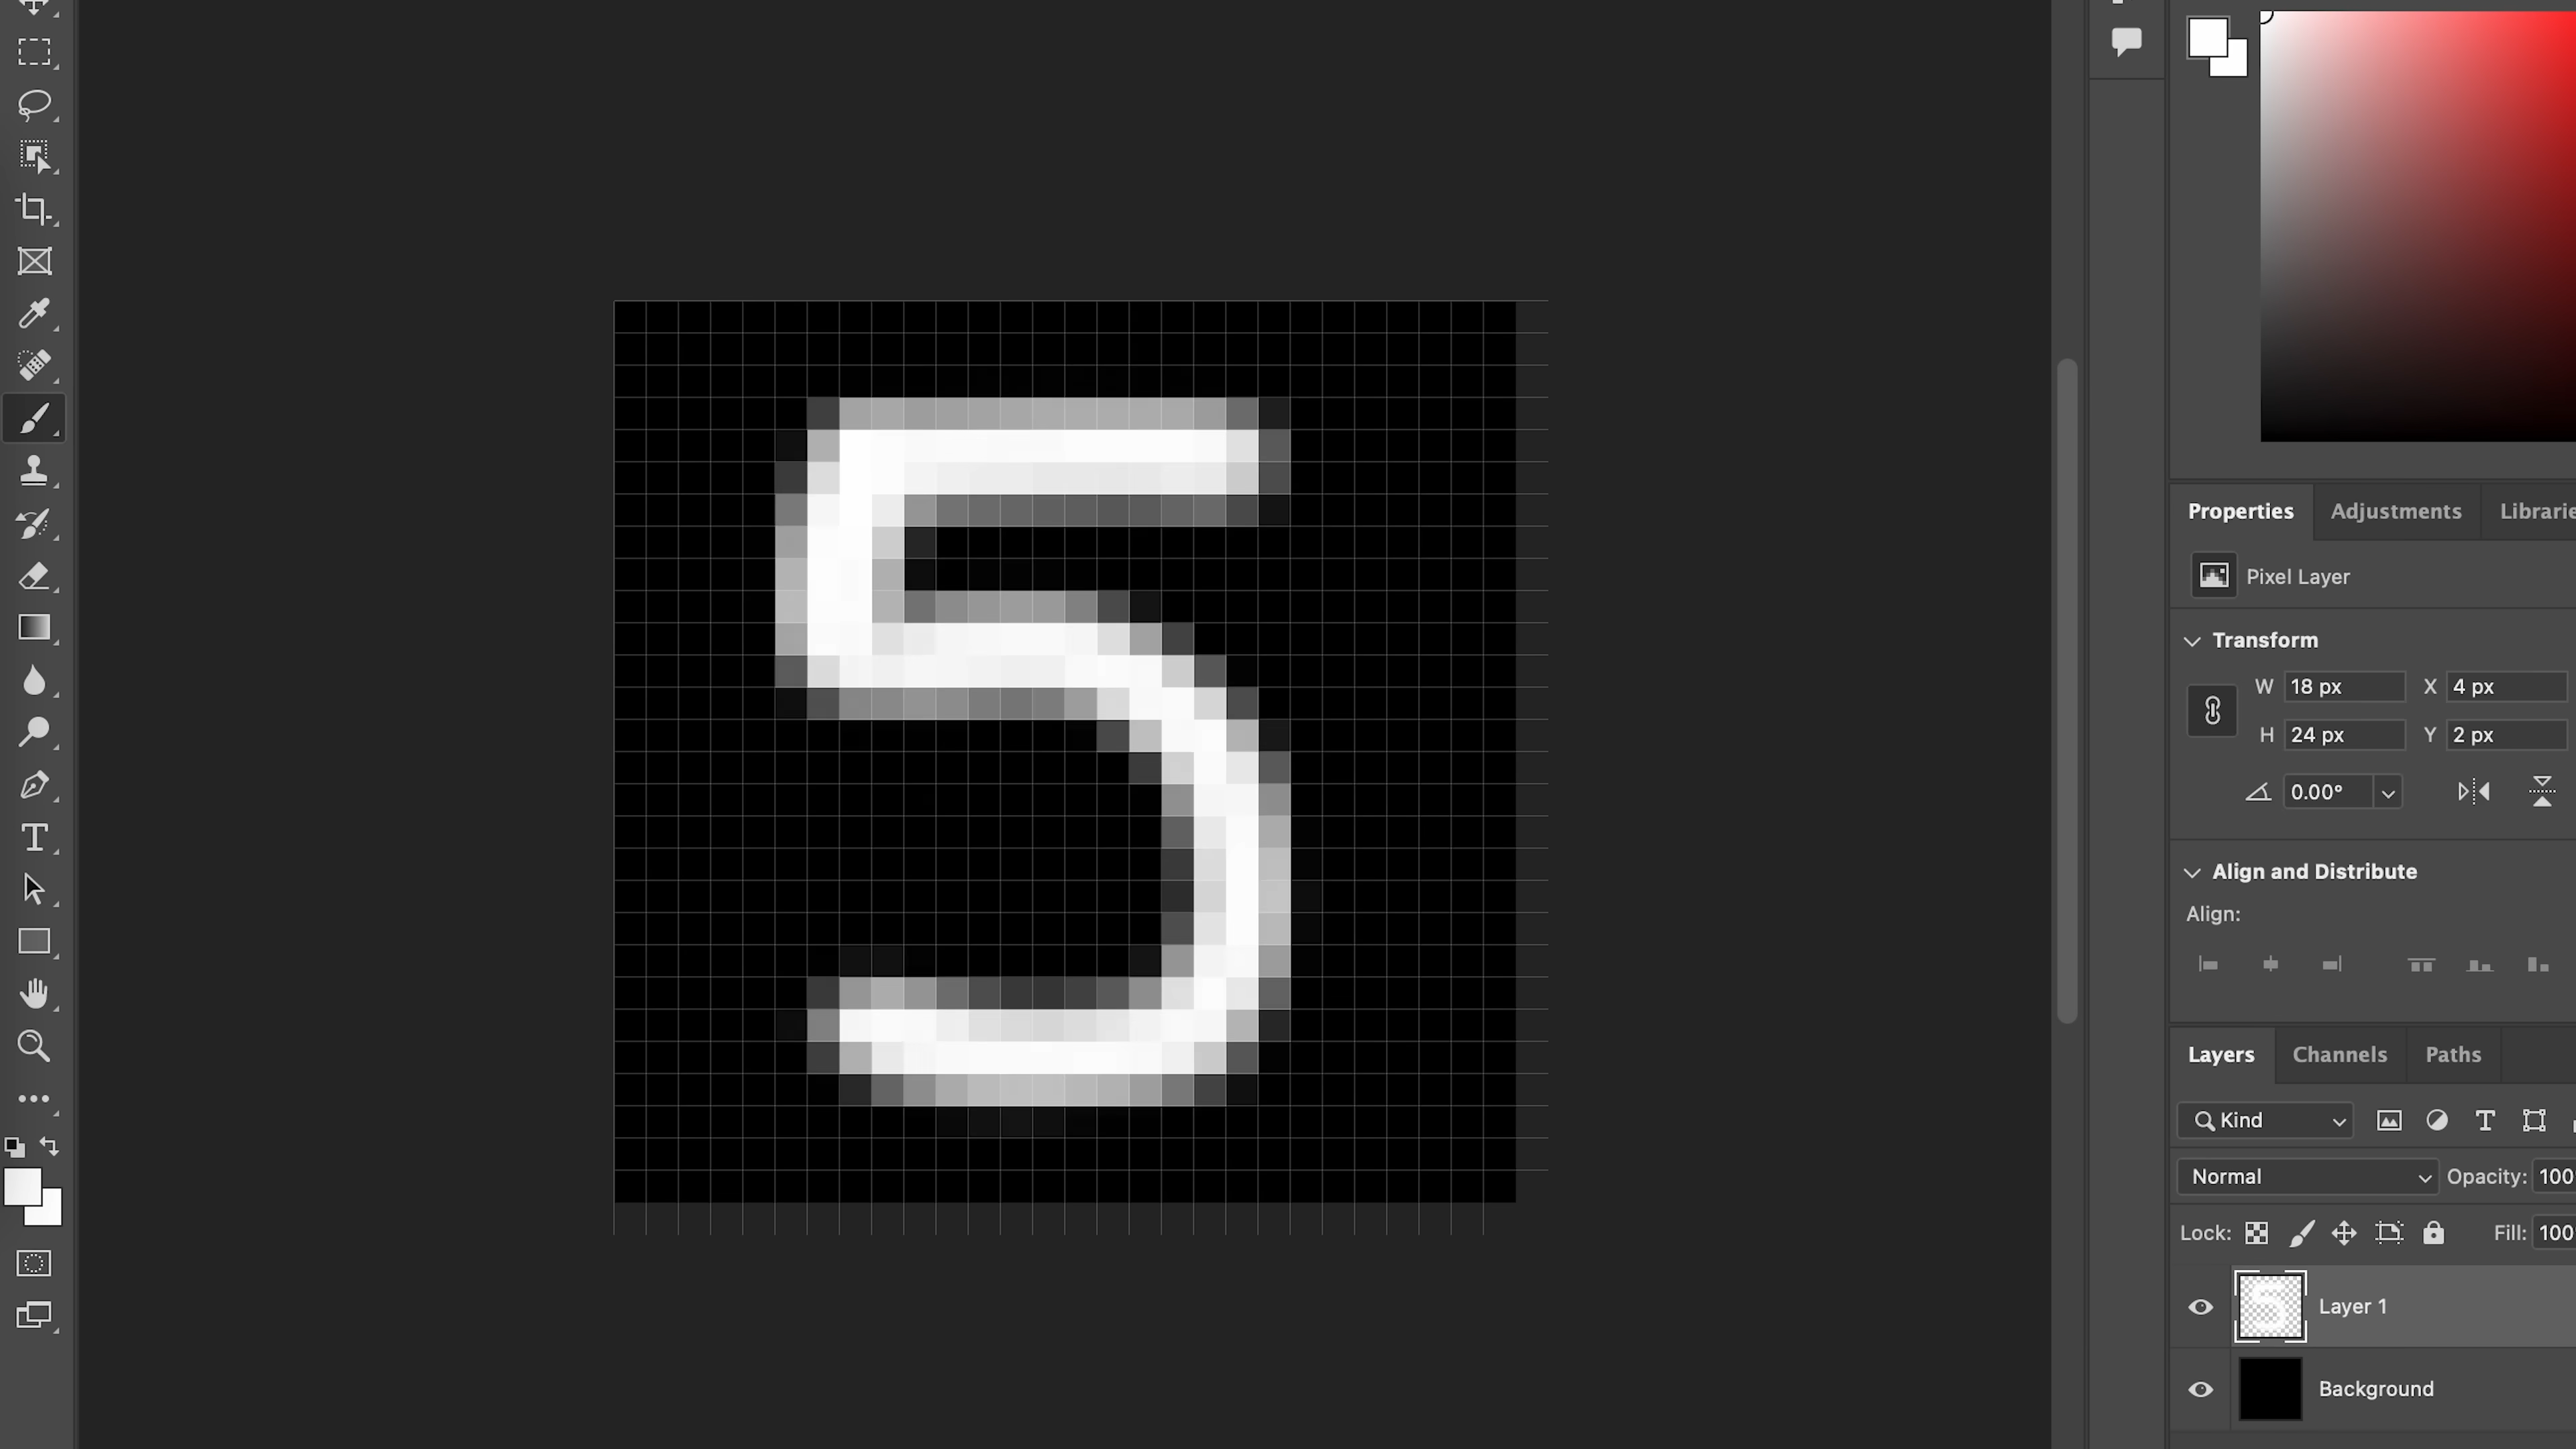 5
Properties Adjustments Librarie
Pixel Layer
Transform
W 18 px X 4 px
H 24 px Y 2 px
0.00°
Align and Distribute
Align:
Layers Channels Paths
Kind
Normal Opacity: 100
Lock: Fill: 100
Layer 1
Background